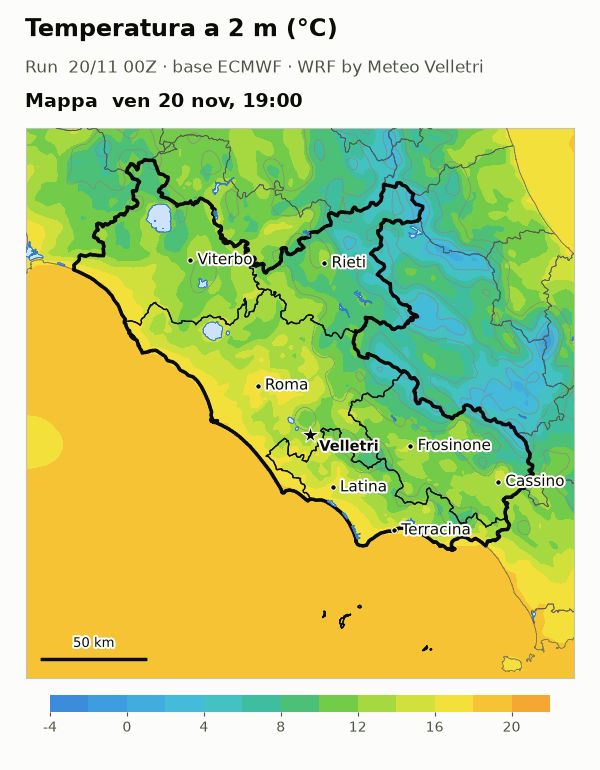 Temperatura a 2 m (°C)
Run  20/11 00Z · base ECMWF · WRF by Meteo Velletri
Mappa  ven 20 nov, 19:00
Viterbo
Rieti
Roma
Velletri
Frosinone
Cassino
Latina
Terracina
50 km
-4 0 4 8 12 16 20